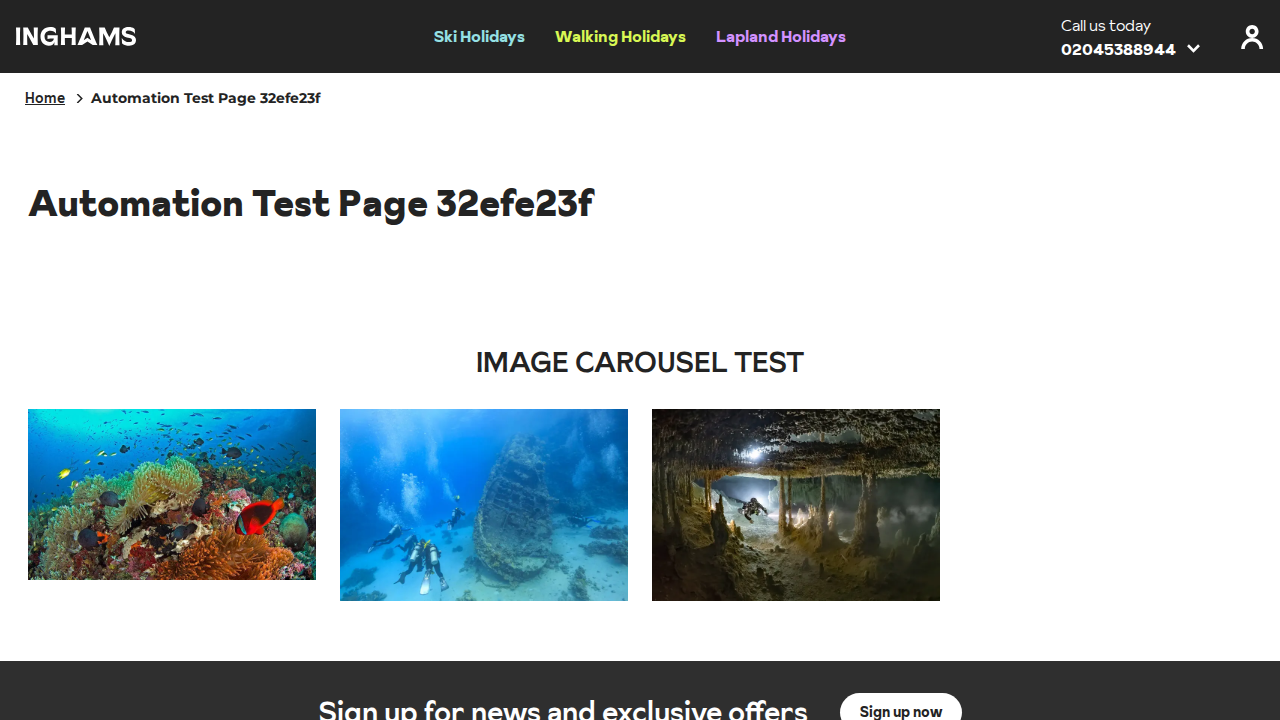 INGHAMS
Ski Holidays
Walking Holidays
Lapland Holidays
Call us today
02045388944
Home
Automation Test Page 32efe23f
Automation Test Page 32efe23f
IMAGE CAROUSEL TEST
Sign up for news and exclusive offers
Sign up now